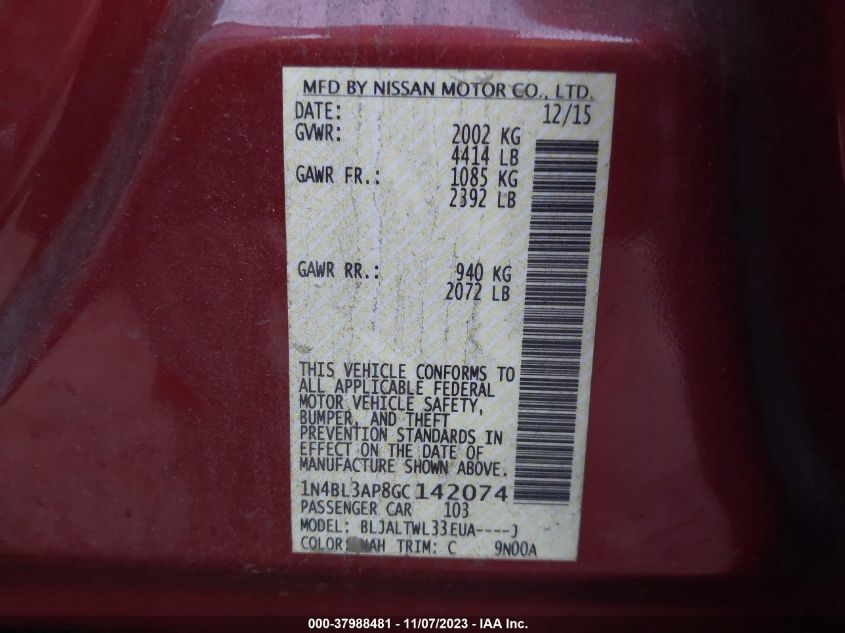 MFD BY NISSAN MOTOR CO., LTD.
DATE: 12/15
GVWR: 2002 KG
4414 LB
GAWR FR.: 1085 KG
2392 LB
GAWR RR.: 940 KG
2072 LB
THIS VEHICLE CONFORMS TO
ALL APPLICABLE FEDERAL
MOTOR VEHICLE SAFETY,
BUMPER, AND THEFT
PREVENTION STANDARDS IN
EFFECT ON THE DATE OF
MANUFACTURE SHOWN ABOVE.
1N4BL3AP8GC142074
PASSENGER CAR 103
MODEL: BLJALTWL33EUA----J
COLOR: NAH TRIM: C 9N00A
000-37988481 - 11/07/2023 - IAA Inc.